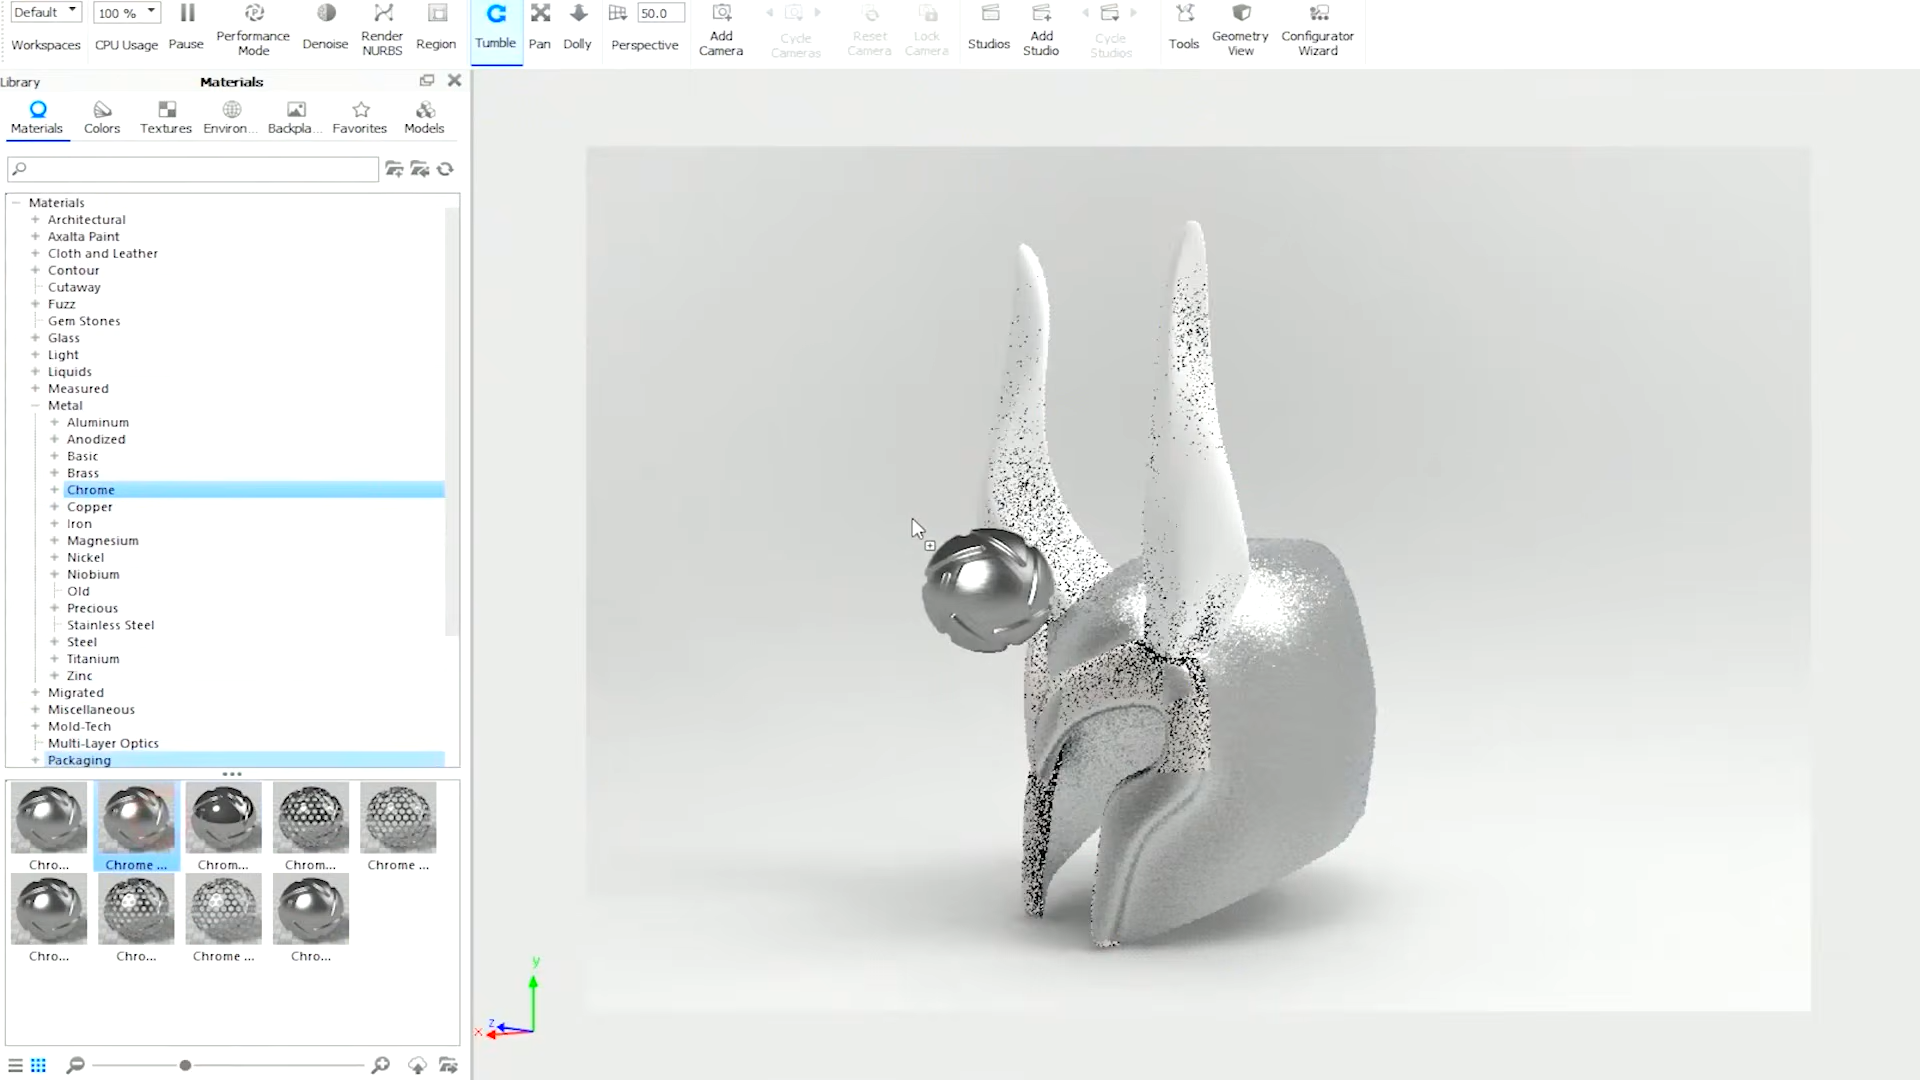 Default 100 % 50.0
Workspaces CPU Usage Pause Performance Mode Denoise Render NURBS Region Tumble Pan Dolly Perspective Add Camera Cycle Cameras Reset Camera Lock Camera Studios Add Studio Cycle Studios Tools Geometry View Configurator Wizard
Library Materials
Materials Colors Textures Environ... Backpla... Favorites Models
Materials
Architectural
Axalta Paint
Cloth and Leather
Contour
Cutaway
Fuzz
Gem Stones
Glass
Light
Liquids
Measured
Metal
Aluminum
Anodized
Basic
Brass
Chrome
Copper
Iron
Magnesium
Nickel
Niobium
Old
Precious
Stainless Steel
Steel
Titanium
Zinc
Migrated
Miscellaneous
Mold-Tech
Multi-Layer Optics
Packaging
Chro... Chrome ... Chrom... Chrom... Chrome ...
Chro... Chro... Chrome ... Chro...
y
z
x